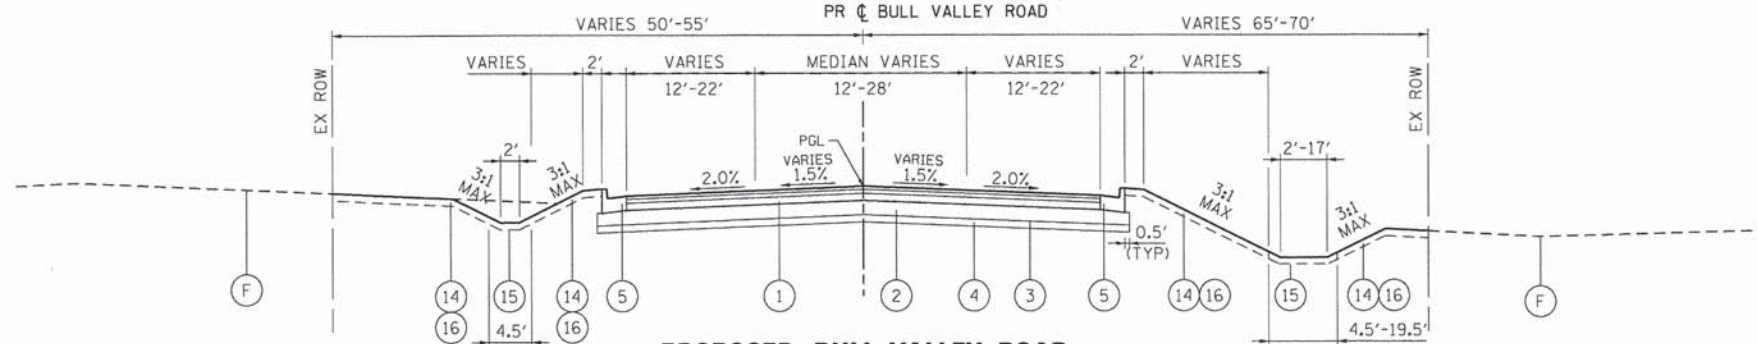 PR ℄ BULL VALLEY ROAD
VARIES 50'-55'
VARIES 65'-70'
VARIES
2'
VARIES
MEDIAN VARIES
VARIES
2'
VARIES
12'-22'
12'-28'
12'-22'
EX ROW
EX ROW
PGL
2'
2'-17'
3:1 MAX
3:1 MAX
2.0%
VARIES 1.5%
VARIES 1.5%
2.0%
3:1 MAX
3:1 MAX
0.5'
(TYP)
F
14
15
14
5
1
2
4
3
5
14
16
15
14
16
F
16
4.5'
16
4.5'-19.5'
PROPOSED BULL VALLEY ROAD